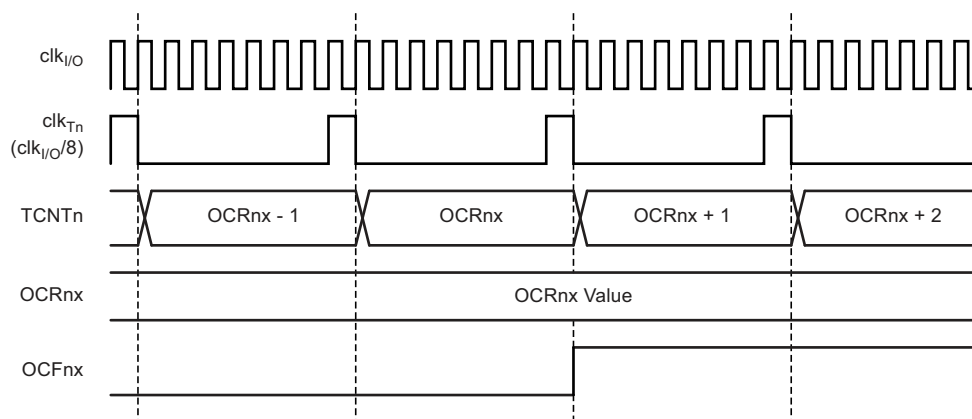 clkI/O
clkTn
(clkI/O/8)
TCNTn OCRnx - 1 OCRnx OCRnx + 1 OCRnx + 2
OCRnx OCRnx Value
OCFnx